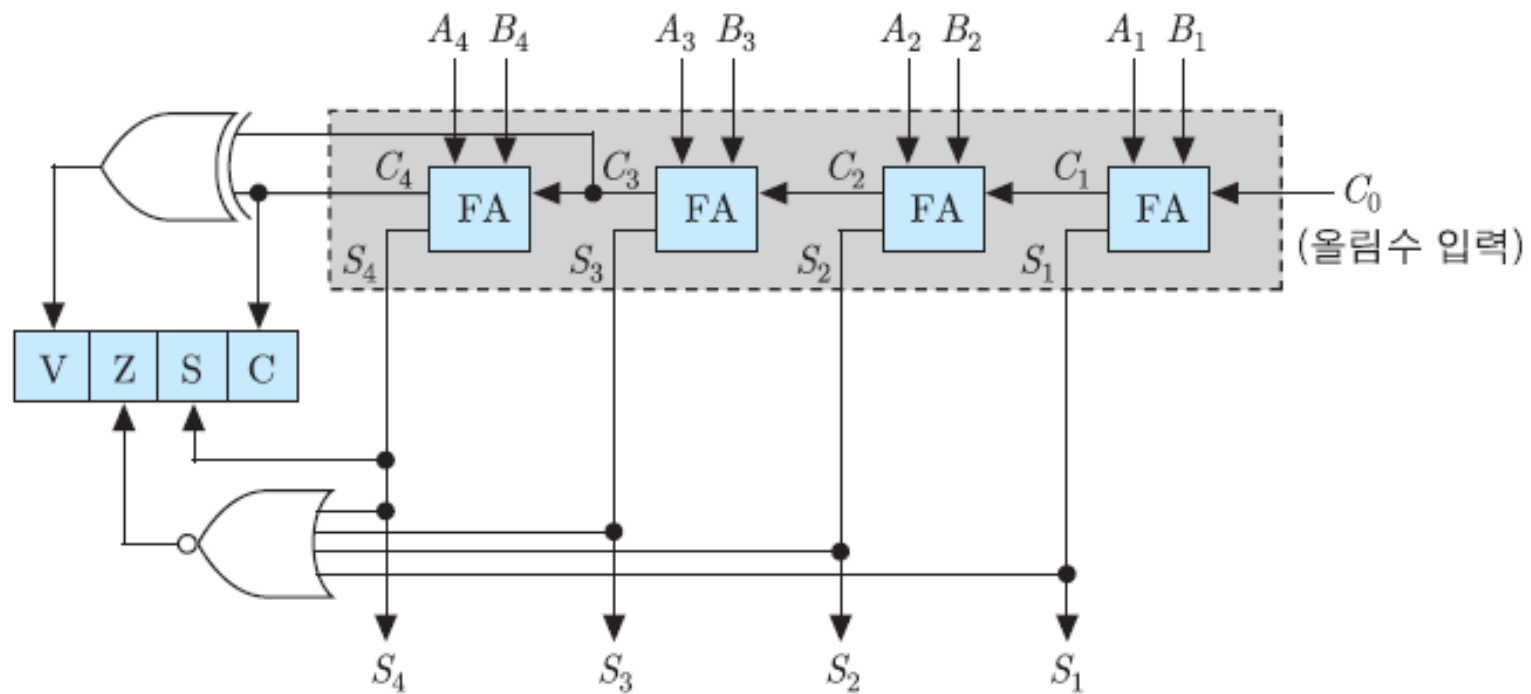 A₄ B₄ A₃ B₃ A₂ B₂ A₁ B₁
C₄ FA C₃ FA C₂ FA C₁ FA C₀
(올림수 입력)
S₄ S₃ S₂ S₁
V Z S C
S₄ S₃ S₂ S₁